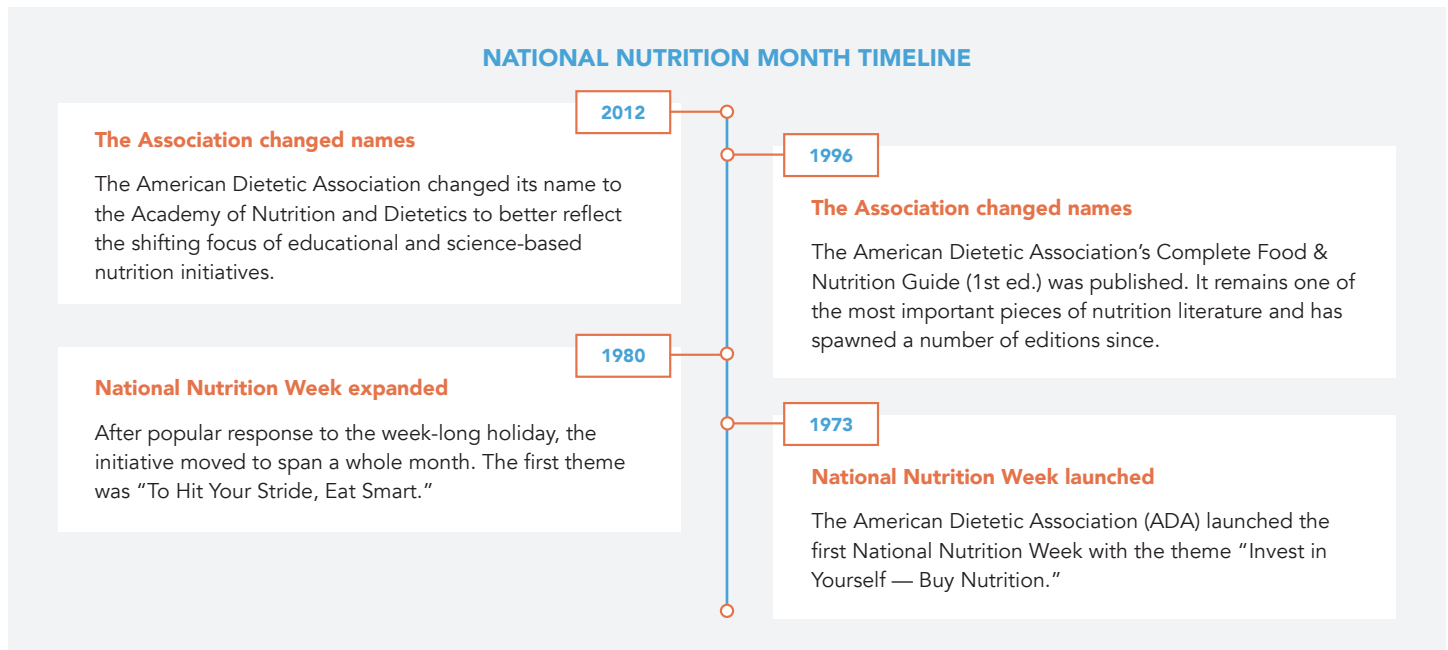 NATIONAL NUTRITION MONTH TIMELINE
2012
The Association changed names
The American Dietetic Association changed its name to
the Academy of Nutrition and Dietetics to better reflect
the shifting focus of educational and science-based
nutrition initiatives.
1996
The Association changed names
The American Dietetic Association’s Complete Food &
Nutrition Guide (1st ed.) was published. It remains one of
the most important pieces of nutrition literature and has
spawned a number of editions since.
1980
National Nutrition Week expanded
After popular response to the week-long holiday, the
initiative moved to span a whole month. The first theme
was “To Hit Your Stride, Eat Smart.”
1973
National Nutrition Week launched
The American Dietetic Association (ADA) launched the
first National Nutrition Week with the theme “Invest in
Yourself — Buy Nutrition.”